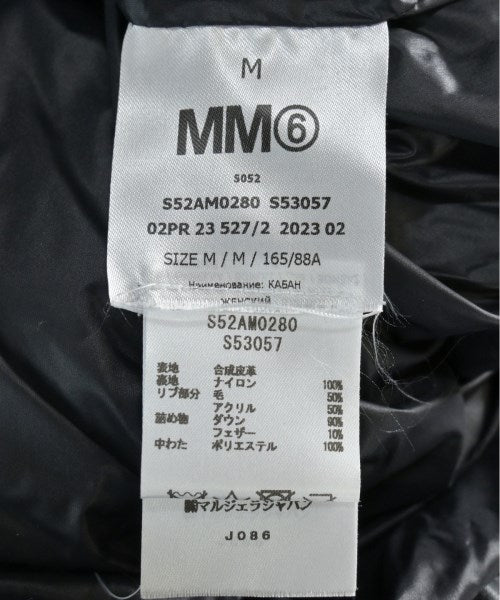 M
MM⑥
S052
S52AM0280 S53057
02PR 23 527/2 2023 02
SIZE M / M / 165/88A
Наименование: КАБАН
ЖЕНСКИЙ
S52AM0280
S53057
表地 合成皮革
裏地 ナイロン 100%
リブ部分 毛 50%
アクリル 50%
詰め物 ダウン 90%
フェザー 10%
中わた ポリエステル 100%
㈱マルジェラジャパン
J086